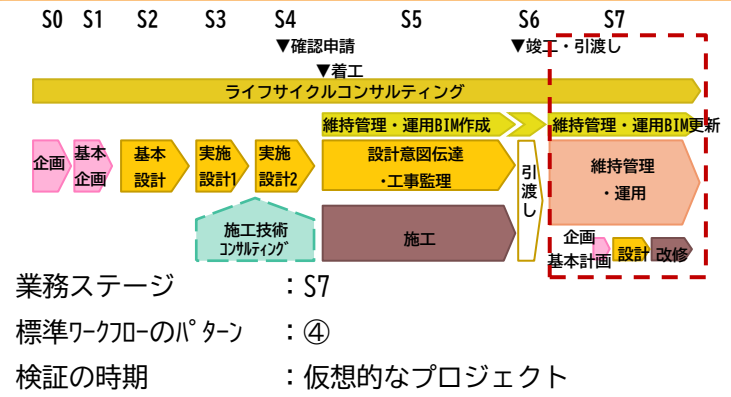 S0 S1 S2 S3 S4 S5 S6 S7
▼確認申請 ▼竣工・引渡し
▼着工
ライフサイクルコンサルティング
維持管理・運用BIM作成 維持管理・運用BIM更新
企画
基本
企画
基本
設計
実施
設計1
実施
設計2
設計意図伝達
・工事監理
引渡し
維持管理
・運用
施工技術
コンサルティング
施工
企画
基本計画
設計
改修
業務ステージ ：S7
標準ワークフローのパターン ：④
検証の時期 ：仮想的なプロジェクト